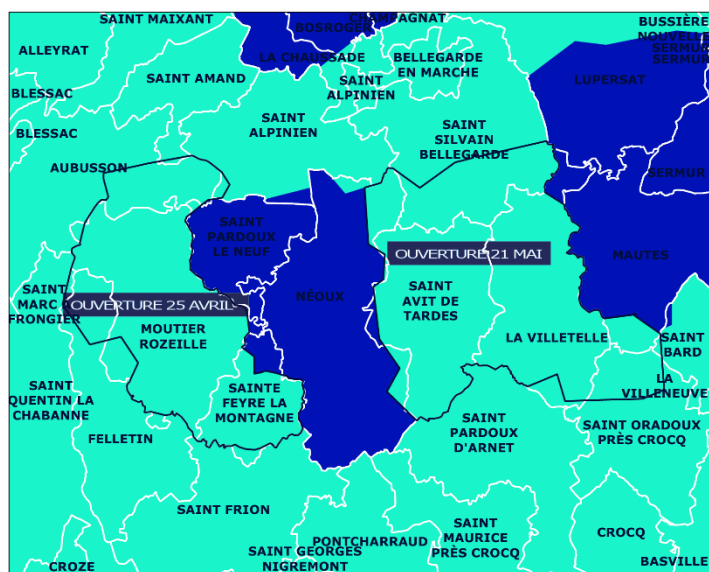 SAINT MAIXANT
CHAMPAGNAT
BOSROGER
BUSSIÈRE
NOUVELLE
SERMUR
SERMUR
ALLEYRAT
LA CHAUSSADE
BELLEGARDE
EN MARCHE
SAINT AMAND
SAINT
ALPINIEN
LUPERSAT
BLESSAC
BLESSAC
SAINT
ALPINIEN
SAINT
SILVAIN
BELLEGARDE
AUBUSSON
SERMUR
SAINT
PARDOUX
LE NEUF
OUVERTURE 21 MAI
MAUTES
SAINT
MARC
FRONGIER
OUVERTURE 25 AVRIL
NÉOUX
SAINT
AVIT DE
TARDES
MOUTIER
ROZEILLE
LA VILLETELLE
SAINT
BARD
SAINT
QUENTIN LA
CHABANNE
SAINTE
FEYRE LA
MONTAGNE
LA
VILLENEUVE
FELLETIN
SAINT
PARDOUX
D'ARNET
SAINT ORADOUX
PRÈS CROCQ
SAINT FRION
PONTCHARRAUD
SAINT
MAURICE
PRÈS CROCQ
CROCQ
SAINT GEORGES
NIGREMONT
CROZE
BASVILLE